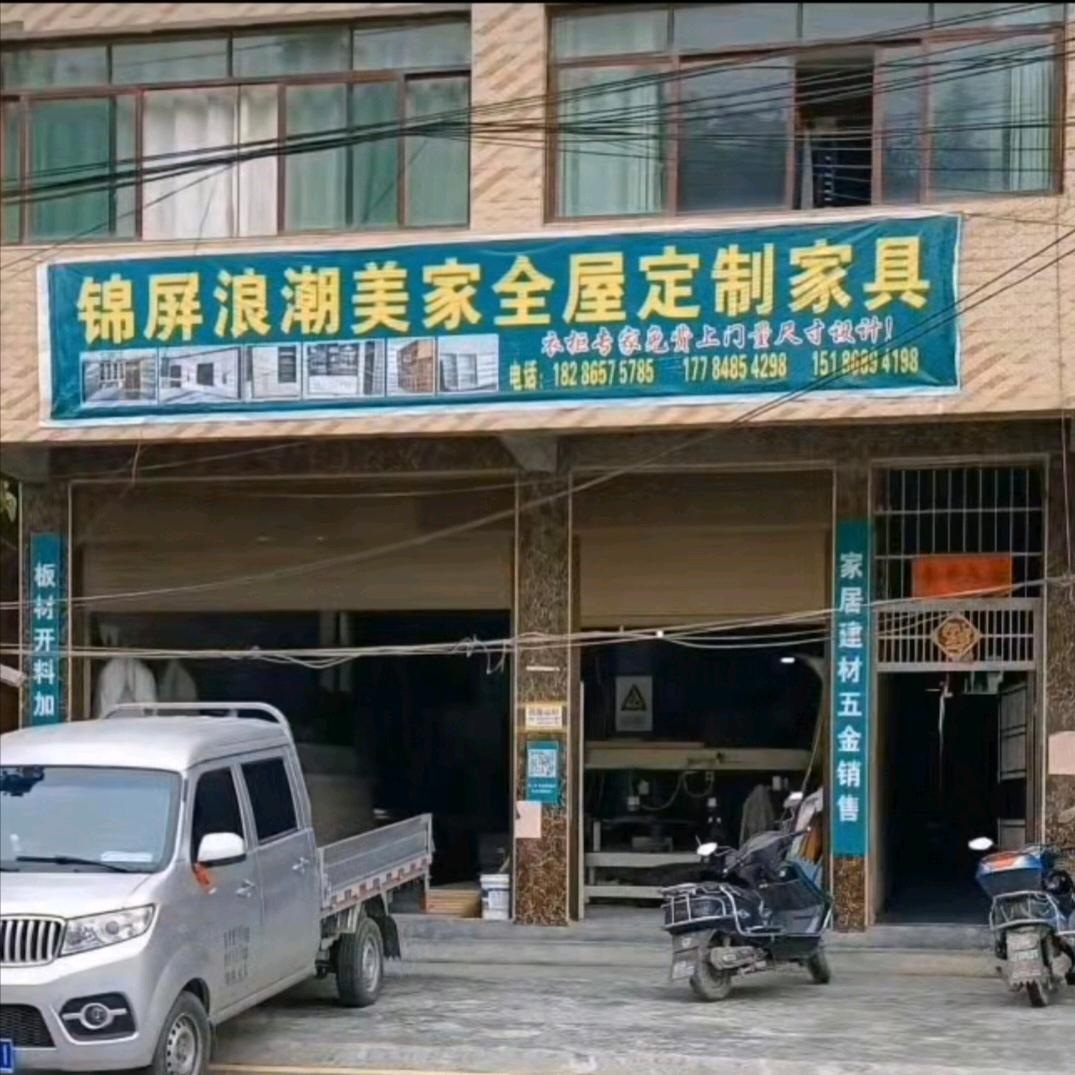 锦屏浪潮美家全屋定制家具
衣柜专家免费上门量尺寸设计!
电话: 182 8657 5785 177 8485 4298 151 8689 4198
板材开料加
家居建材五金销售